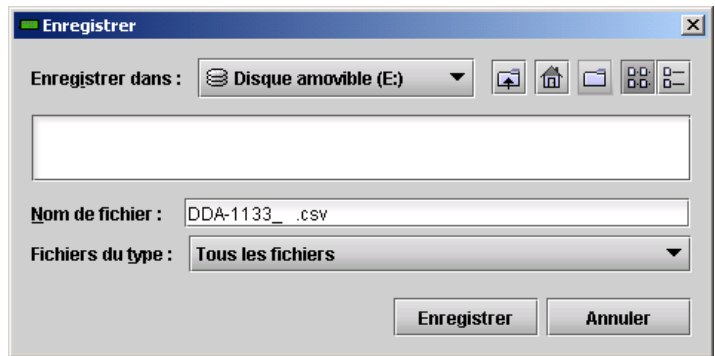 Enregistrer
Enregistrer dans : Disque amovible (E:)
Nom de fichier : DDA-1133_ .csv
Fichiers du type : Tous les fichiers
Enregistrer Annuler